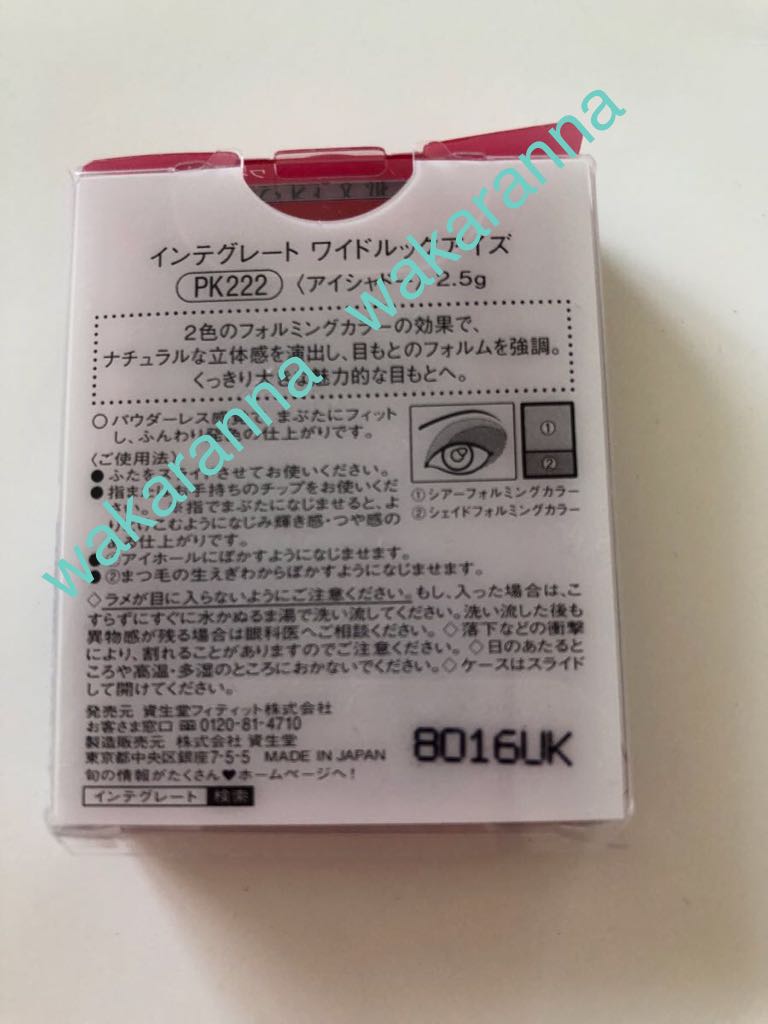 インテグレート ワイドルックアイズ
PK222 〈アイシャドー〉 2.5g
2色のフォルミングカラーの効果で、
ナチュラルな立体感を演出し、目もとのフォルムを強調。
くっきり大きな魅力的な目もとへ。
○パウダーレス感触で、まぶたにフィット
し、ふんわり発色の仕上がりです。
〈ご使用法〉
●ふたをスライドさせてお使いください。
●指またはお手持ちのチップをお使いくだ
さい。 指でまぶたになじませると、よ
りとけこむようになじみ輝き感・つや感の
仕上がりです。
●①アイホールにぼかすようになじませます。
●②まつ毛の生えぎわからぼかすようになじませます。
①
②
①シアーフォルミングカラー
②シェイドフォルミングカラー
◇ラメが目に入らないようにご注意ください。もし、入った場合は、こ
すらずにすぐに水かぬるま湯で洗い流してください。洗い流した後も
異物感が残る場合は眼科医へご相談ください。◇落下などの衝撃
により、割れることがありますのでご注意ください。◇日のあたると
ころや高温・多湿のところにおかないでください。◇ケースはスライド
して開けてください。
発売元 資生堂フィティット株式会社
お客さま窓口 0120-81-4710
製造販売元 株式会社 資生堂
東京都中央区銀座7-5-5 MADE IN JAPAN
旬の情報がたくさん♥ホームページへ!
インテグレート 検索
8016UK
wakaranna
wakaranna